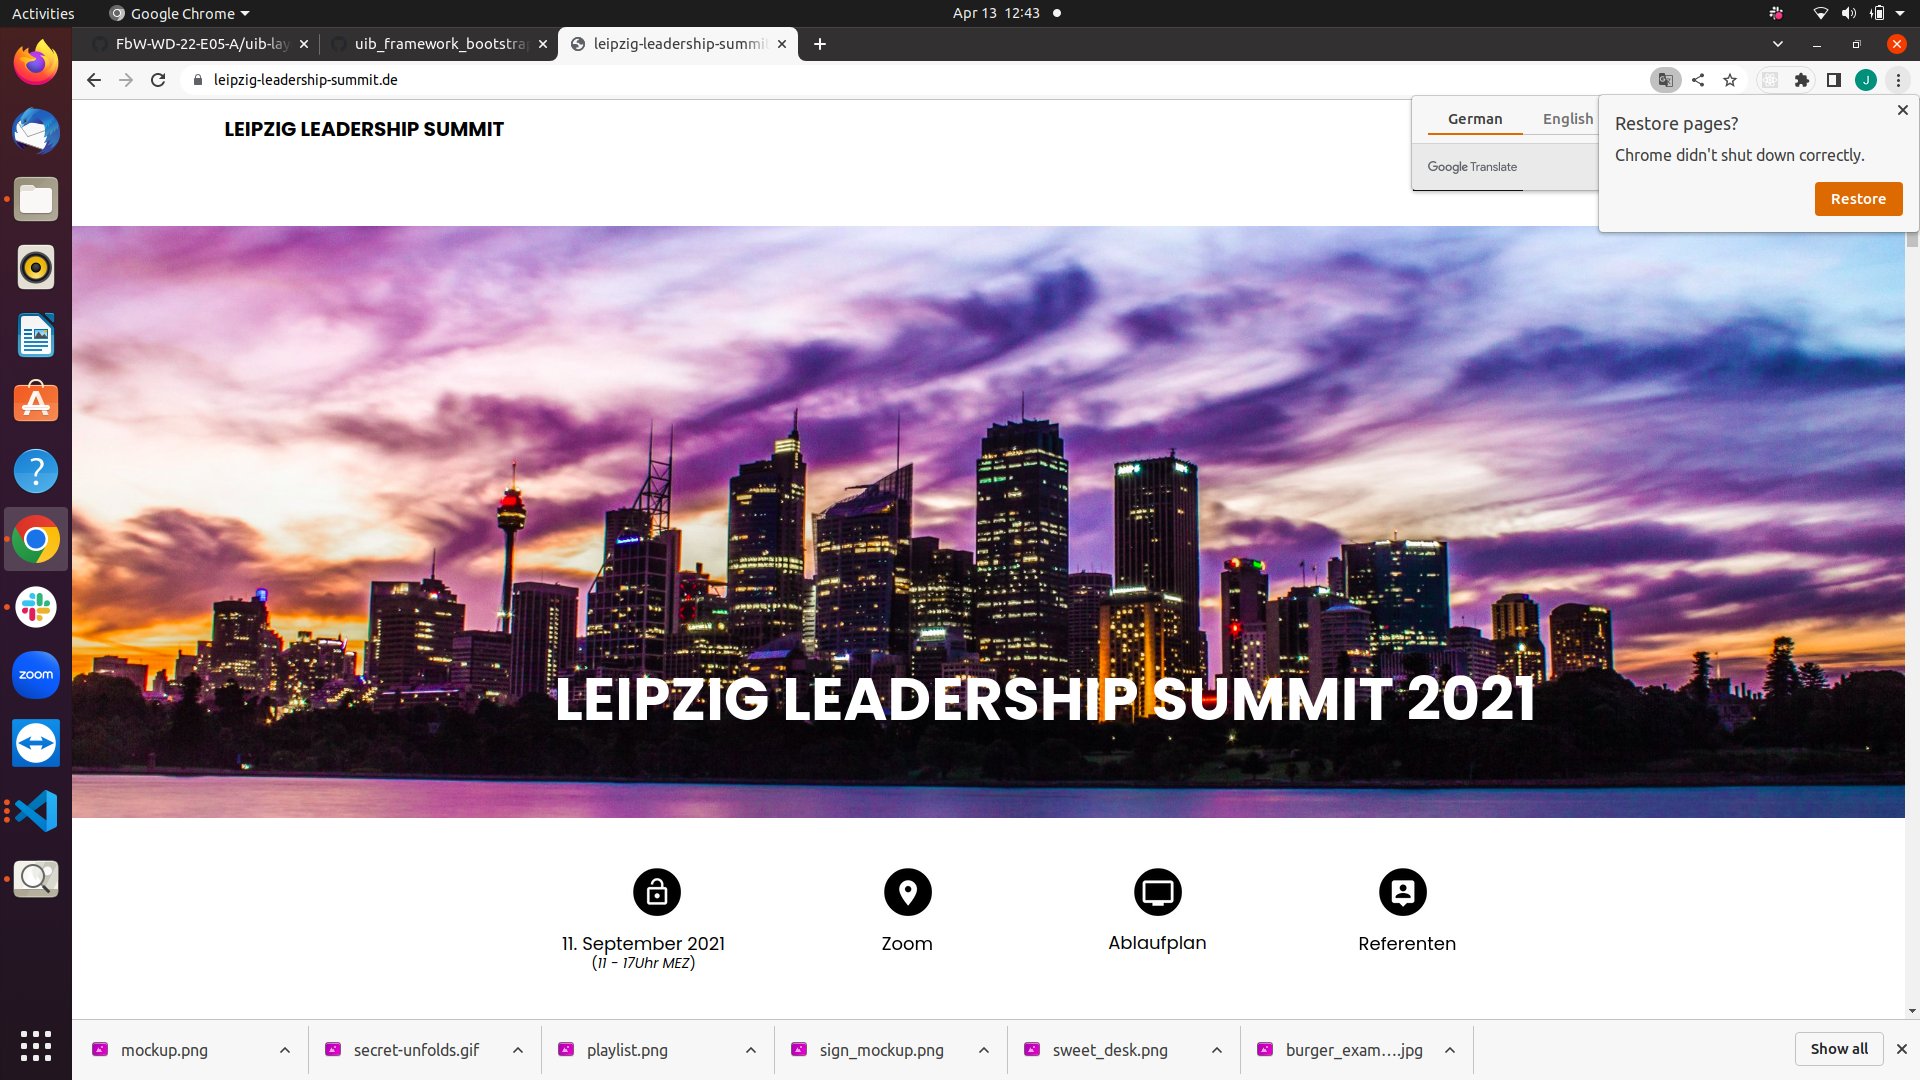 Activities
Google Chrome
Apr 13 12:43
FbW-WD-22-E05-A/uib-lay
uib_framework_bootstrap
leipzig-leadership-summit
leipzig-leadership-summit.de
J
LEIPZIG LEADERSHIP SUMMIT
German
English
Google Translate
Restore pages?
Chrome didn't shut down correctly.
Restore
zoom
LEIPZIG LEADERSHIP SUMMIT 2021
11. September 2021
(11 - 17Uhr MEZ)
Zoom
Ablaufplan
Referenten
mockup.png
secret-unfolds.gif
playlist.png
sign_mockup.png
sweet_desk.png
burger_exam....jpg
Show all